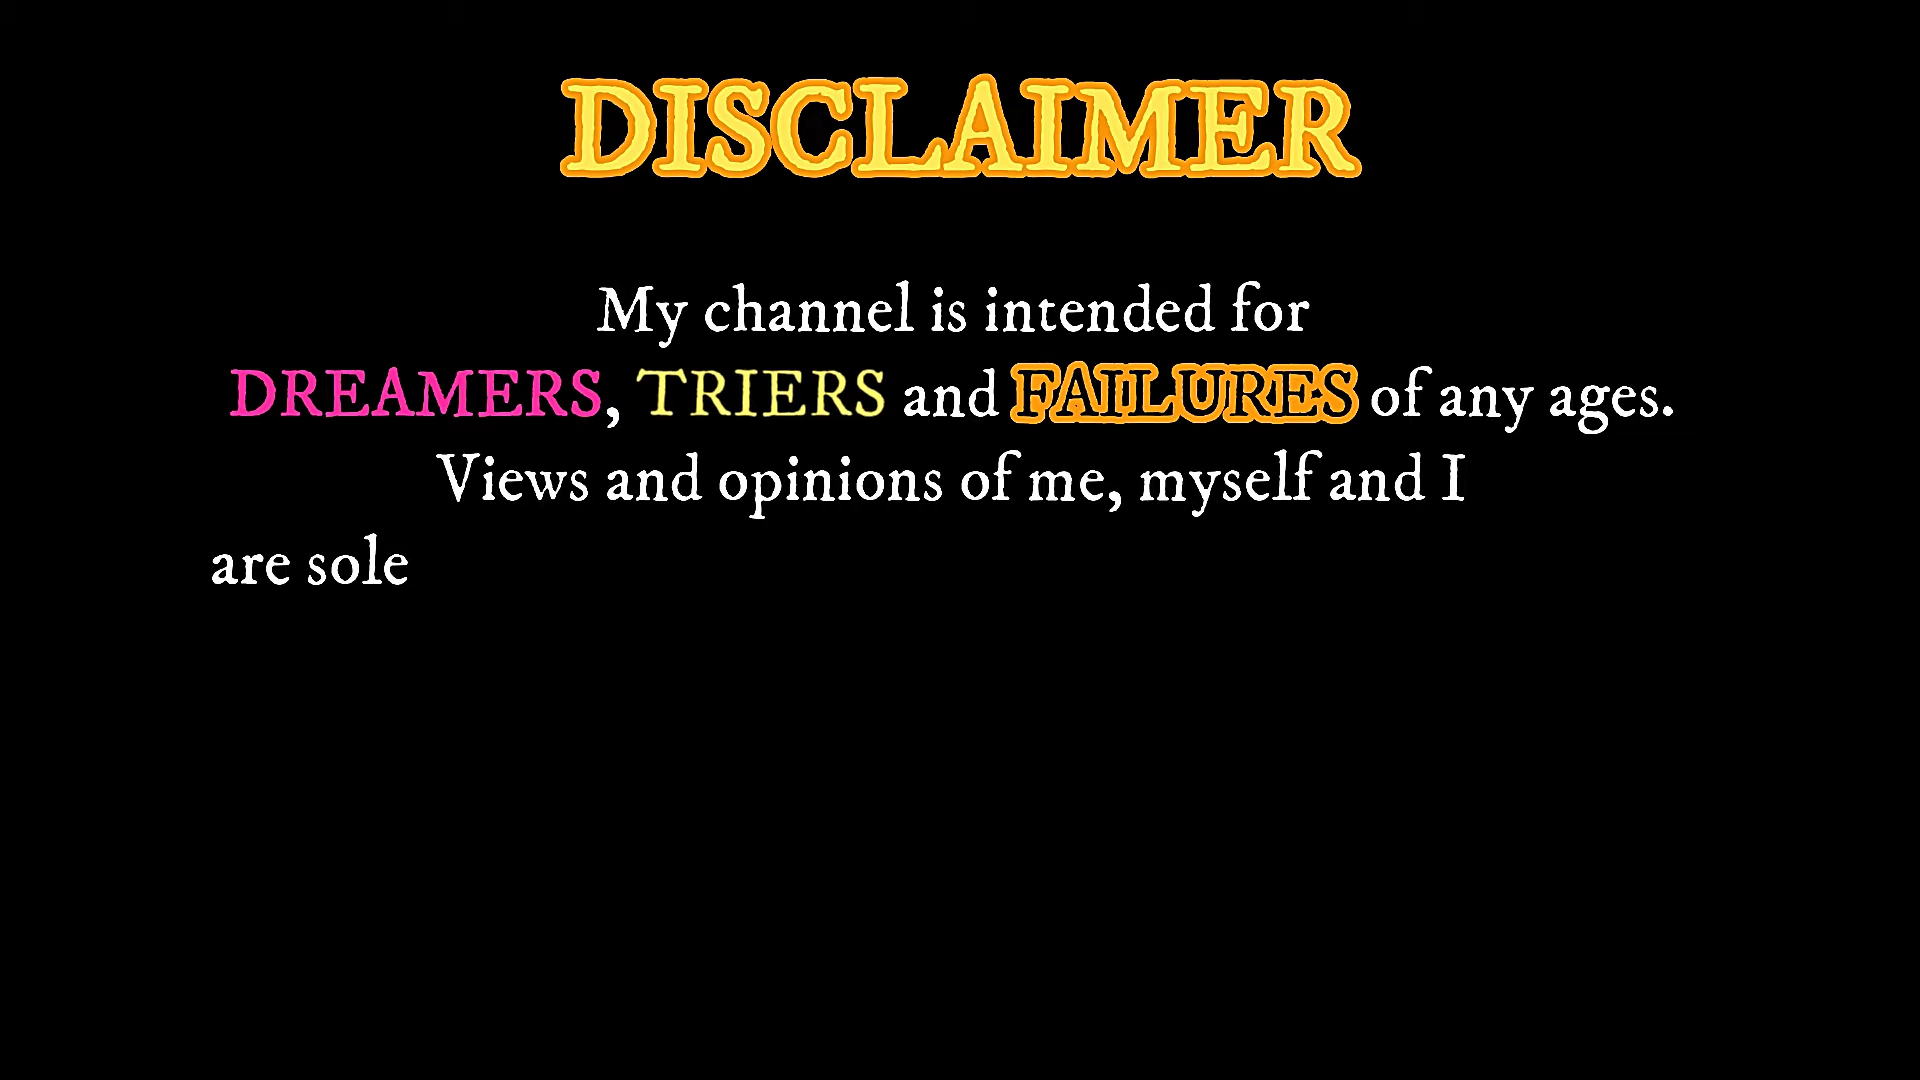 DISCLAIMER
My channel is intended for
DREAMERS, TRIERS and FAILURES of any ages.
Views and opinions of me, myself and I
are sole